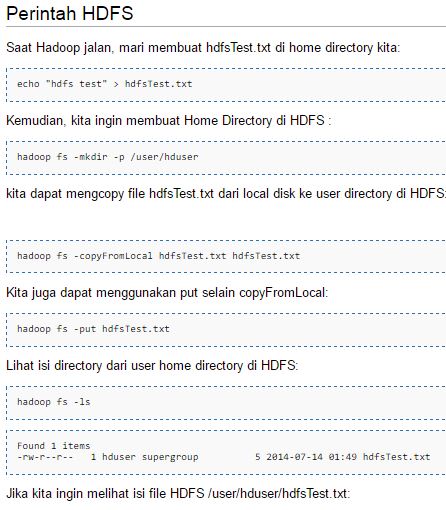 Perintah HDFS
Saat Hadoop jalan, mari membuat hdfsTest.txt di home directory kita:
echo "hdfs test" > hdfsTest.txt
Kemudian, kita ingin membuat Home Directory di HDFS :
hadoop fs -mkdir -p /user/hduser
kita dapat mengcopy file hdfsTest.txt dari local disk ke user directory di HDFS:
hadoop fs -copyFromLocal hdfsTest.txt hdfsTest.txt
Kita juga dapat menggunakan put selain copyFromLocal:
hadoop fs -put hdfsTest.txt
Lihat isi directory dari user home directory di HDFS:
hadoop fs -ls
Found 1 items
-rw-r--r--   1 hduser supergroup          5 2014-07-14 01:49 hdfsTest.txt
Jika kita ingin melihat isi file HDFS /user/hduser/hdfsTest.txt: